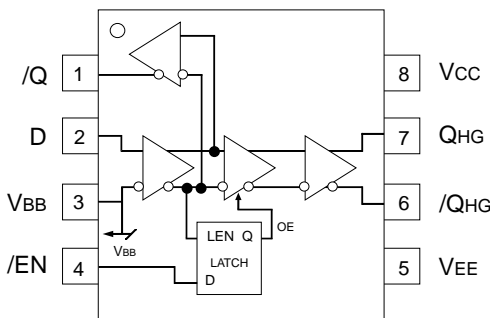 /Q 1
8 VCC
D 2
7 QHG
VBB 3
6 /QHG
VBB
OE
LEN Q
LATCH
D
/EN 4
5 VEE